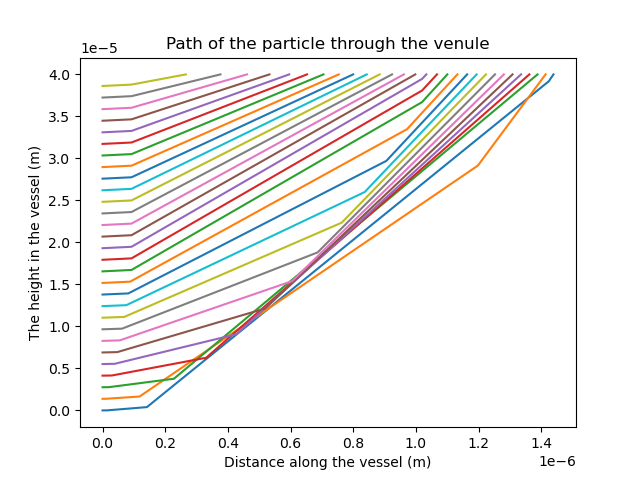 Path of the particle through the venule
1e−5
4.0
3.5
3.0
2.5
2.0
1.5
1.0
0.5
0.0
The height in the vessel (m)
0.0 0.2 0.4 0.6 0.8 1.0 1.2 1.4
1e−6
Distance along the vessel (m)